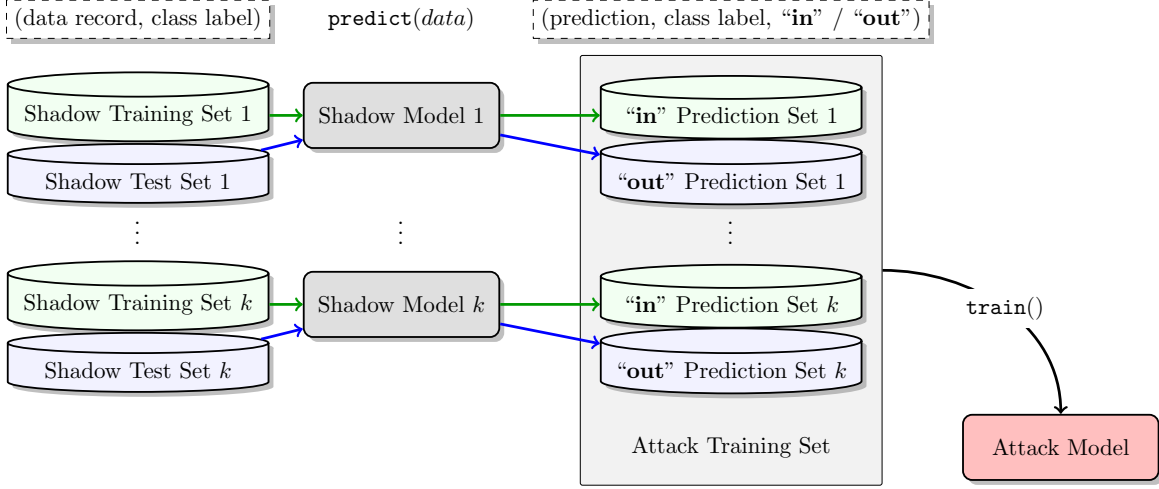 (data record, class label)
predict(data)
(prediction, class label, “in” / “out”)
Shadow Training Set 1
Shadow Model 1
“in” Prediction Set 1
Shadow Test Set 1
“out” Prediction Set 1
⋮ ⋮ ⋮
Shadow Training Set k
Shadow Model k
“in” Prediction Set k
train()
Shadow Test Set k
“out” Prediction Set k
Attack Training Set
Attack Model